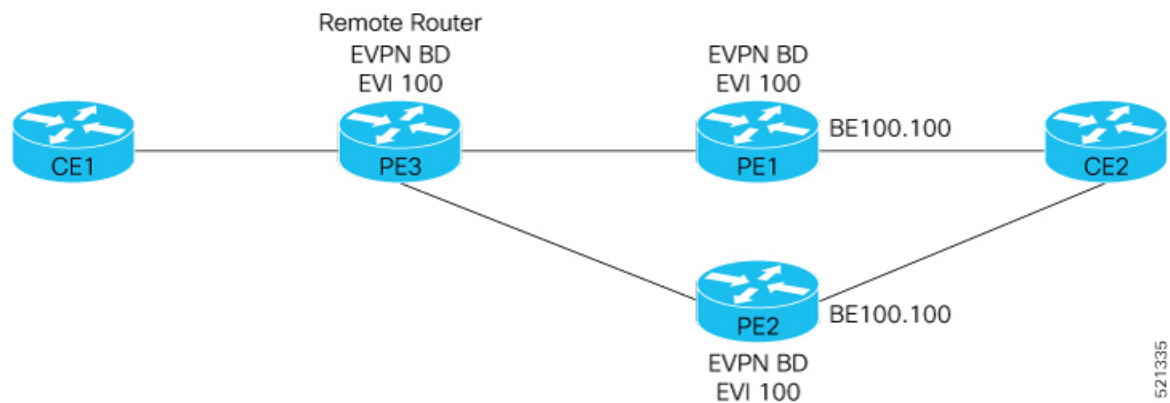 Remote Router
EVPN BD
EVI 100
EVPN BD
EVI 100
BE100.100
CE1
PE3
PE1
CE2
PE2
BE100.100
EVPN BD
EVI 100
521335